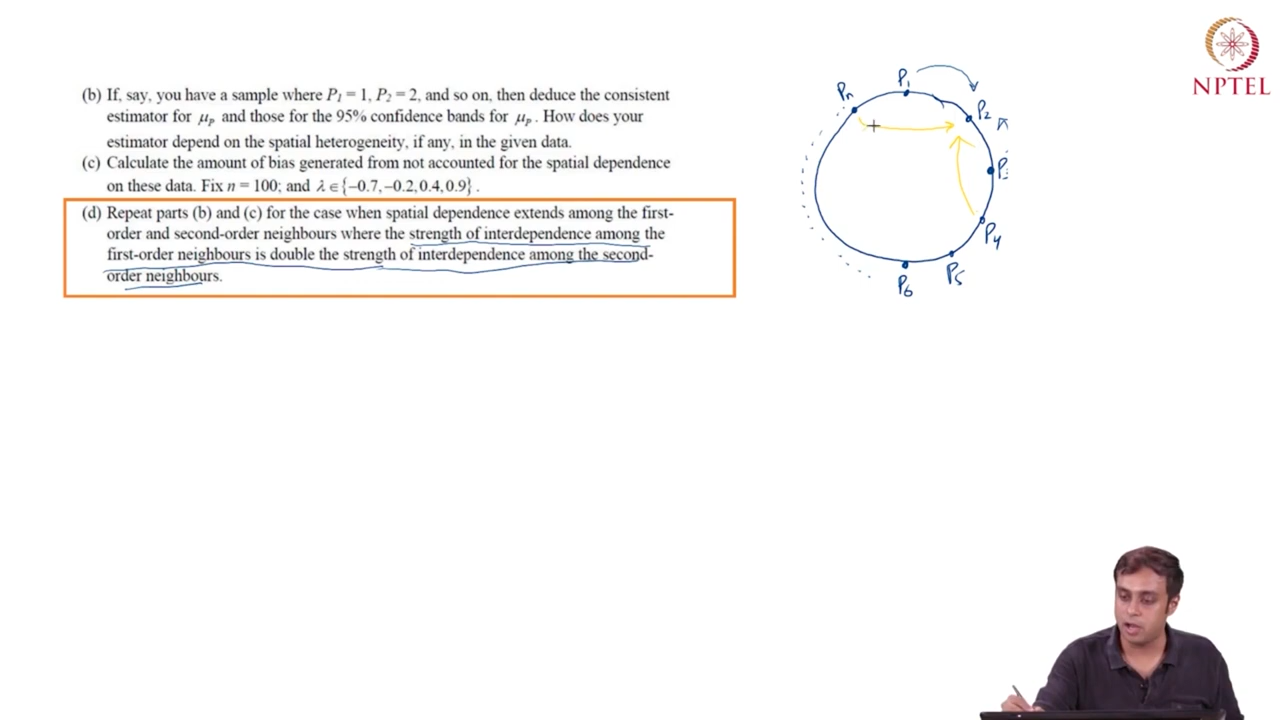 (b) If, say, you have a sample where P₁ = 1, P₂ = 2, and so on, then deduce the consistent
estimator for μₚ and those for the 95% confidence bands for μₚ. How does your
estimator depend on the spatial heterogeneity, if any, in the given data.
(c) Calculate the amount of bias generated from not accounted for the spatial dependence
on these data. Fix n = 100; and λ ∈ {−0.7, −0.2, 0.4, 0.9}.
(d) Repeat parts (b) and (c) for the case when spatial dependence extends among the first-
order and second-order neighbours where the strength of interdependence among the
first-order neighbours is double the strength of interdependence among the second-
order neighbours.
P₁
Pₙ
P₂
P₄
P₅
P₆
NPTEL